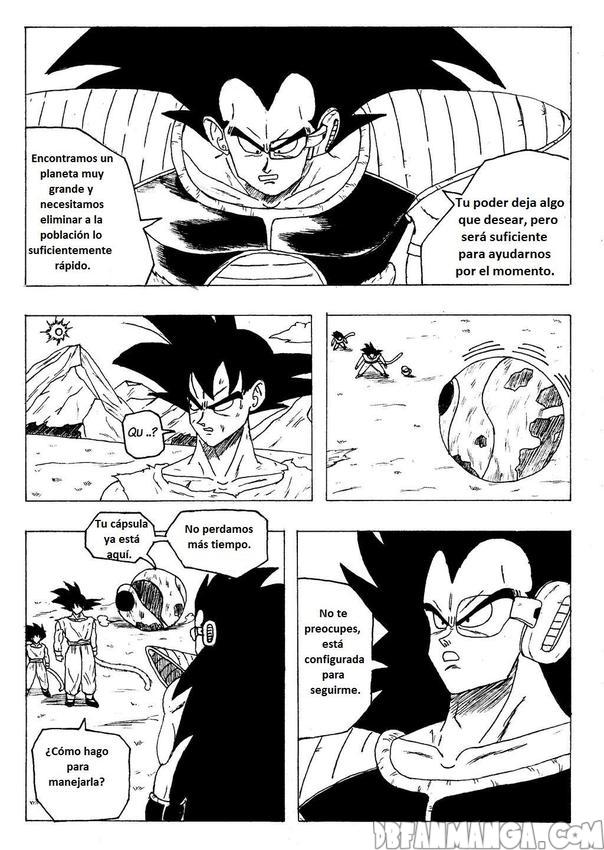 Encontramos un
planeta muy
grande y
necesitamos
eliminar a la
población lo
suficientemente
rápido.
Tu poder deja algo
que desear, pero
será suficiente
para ayudarnos
por el momento.
QU ..?
Tu cápsula
ya está
aquí.
No perdamos
más tiempo.
¿Cómo hago
para
manejarla?
No te
preocupes,
está
configurada
para
seguirme.
DBFANMANGA.COM